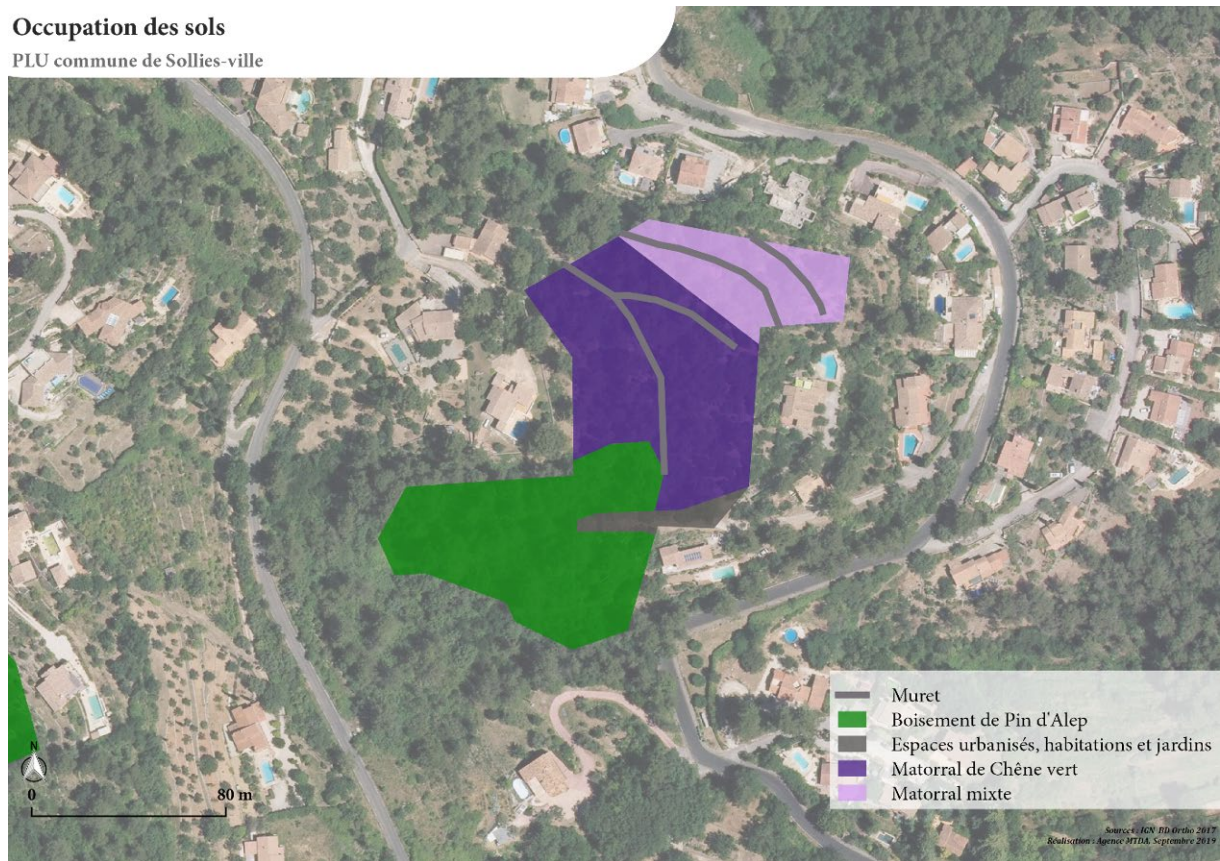 Occupation des sols
PLU commune de Sollies-ville
Muret
Boisement de Pin d'Alep
Espaces urbanisés, habitations et jardins
Matorral de Chêne vert
Matorral mixte
N
0 80 m
Sources : IGN BD Ortho 2017
Réalisation : Agence MTDA, Septembre 2019